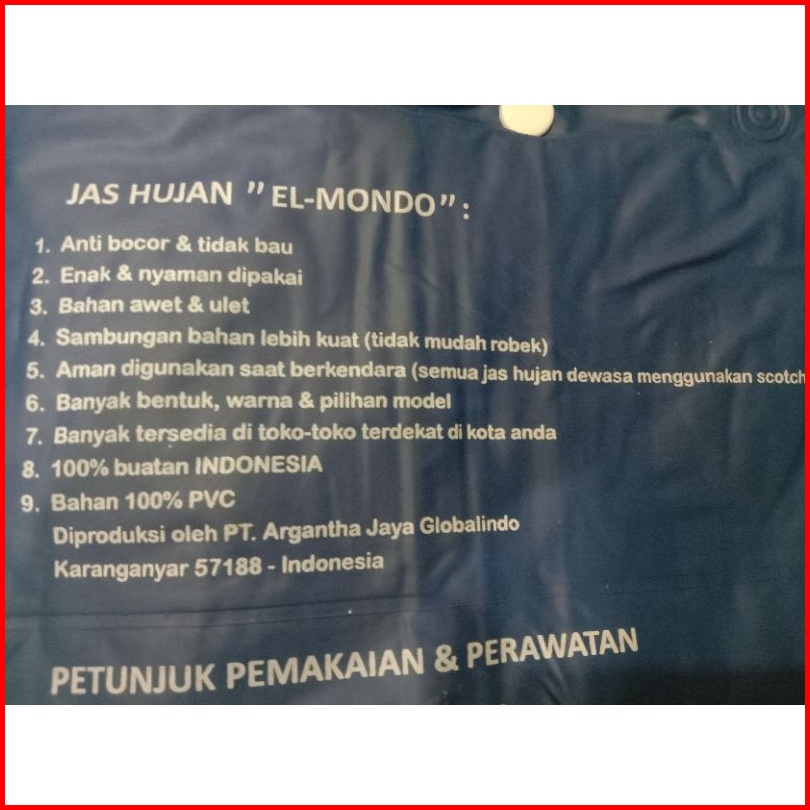 JAS HUJAN " EL-MONDO" :
1. Anti bocor & tidak bau
2. Enak & nyaman dipakai
3. Bahan awet & ulet
4. Sambungan bahan lebih kuat (tidak mudah robek)
5. Aman digunakan saat berkendara (semua jas hujan dewasa menggunakan scotch
6. Banyak bentuk, warna & pilihan model
7. Banyak tersedia di toko-toko terdekat di kota anda
8. 100% buatan INDONESIA
9. Bahan 100% PVC
Diproduksi oleh PT. Argantha Jaya Globalindo
Karanganyar 57188 - Indonesia
PETUNJUK PEMAKAIAN & PERAWATAN